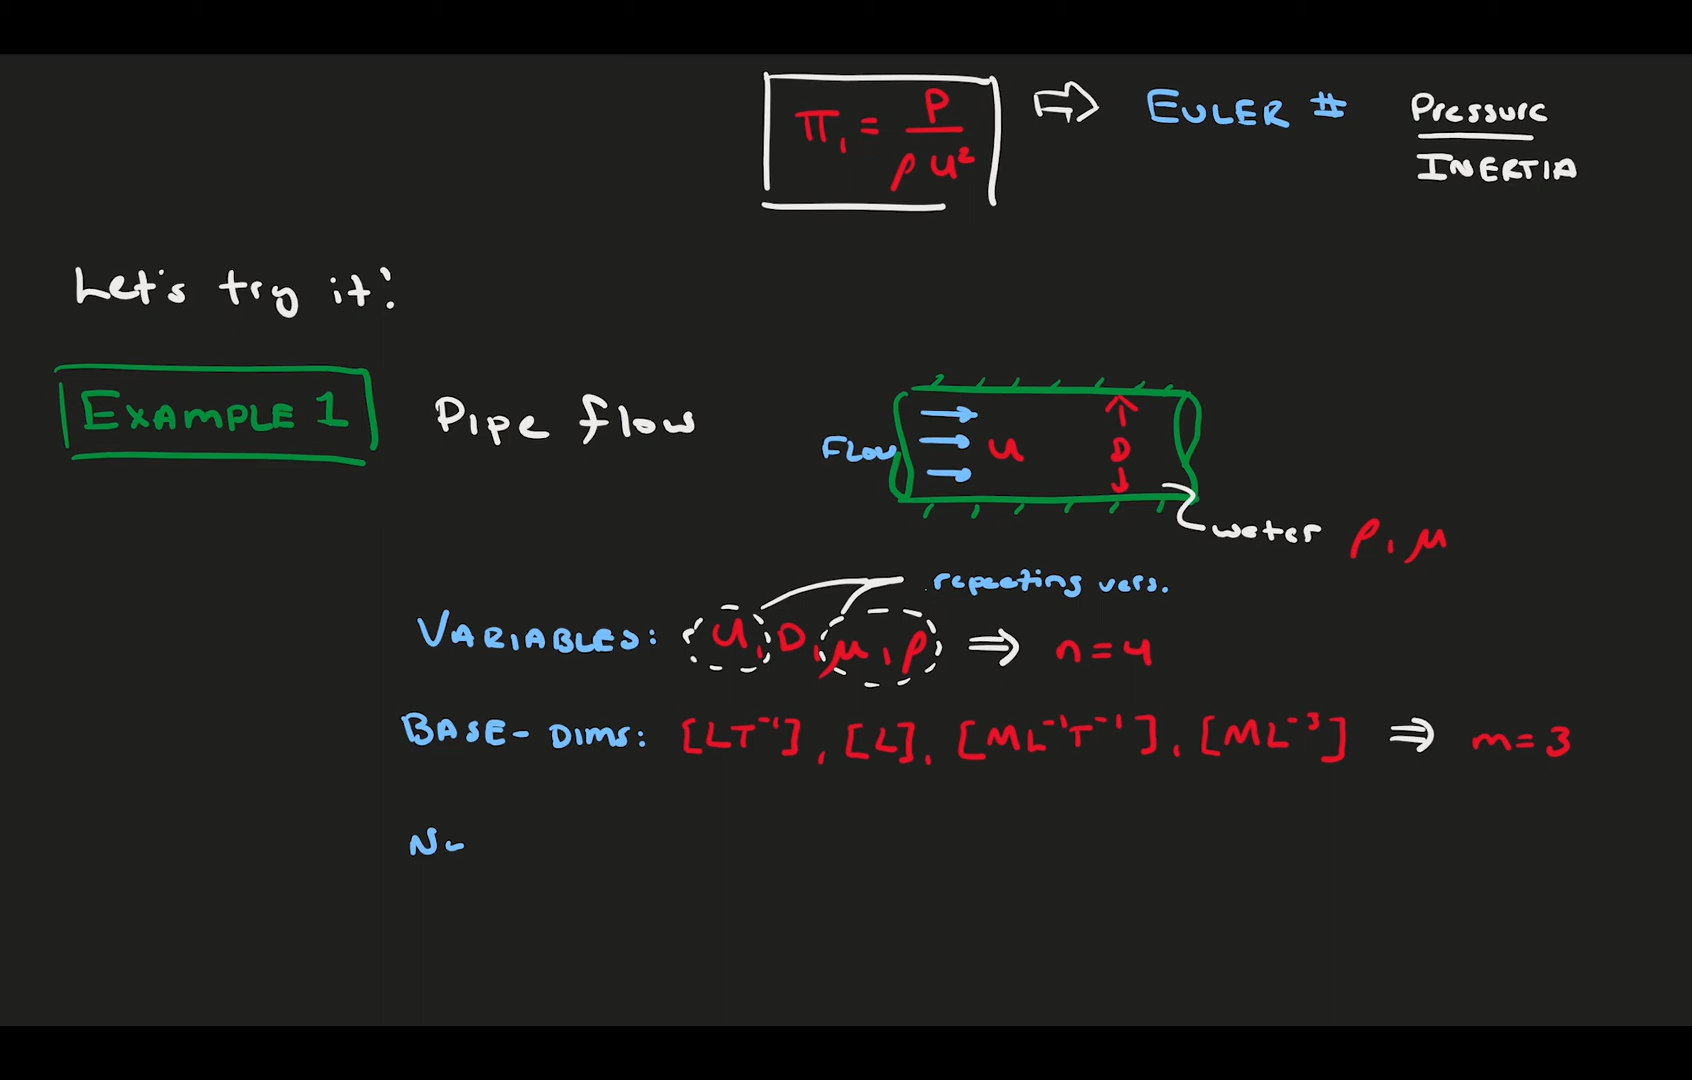 Π₁ = P / ρ u² ⇨ EULER # Pressure / INERTIA
Let's try it!
EXAMPLE 1 Pipe flow
FLOW u D
water ρ, μ
repeating vars.
VARIABLES: u, D, μ, ρ ⇒ n = 4
BASE-DIMS: [LT⁻¹], [L], [ML⁻¹T⁻¹], [ML⁻³] ⇒ m = 3